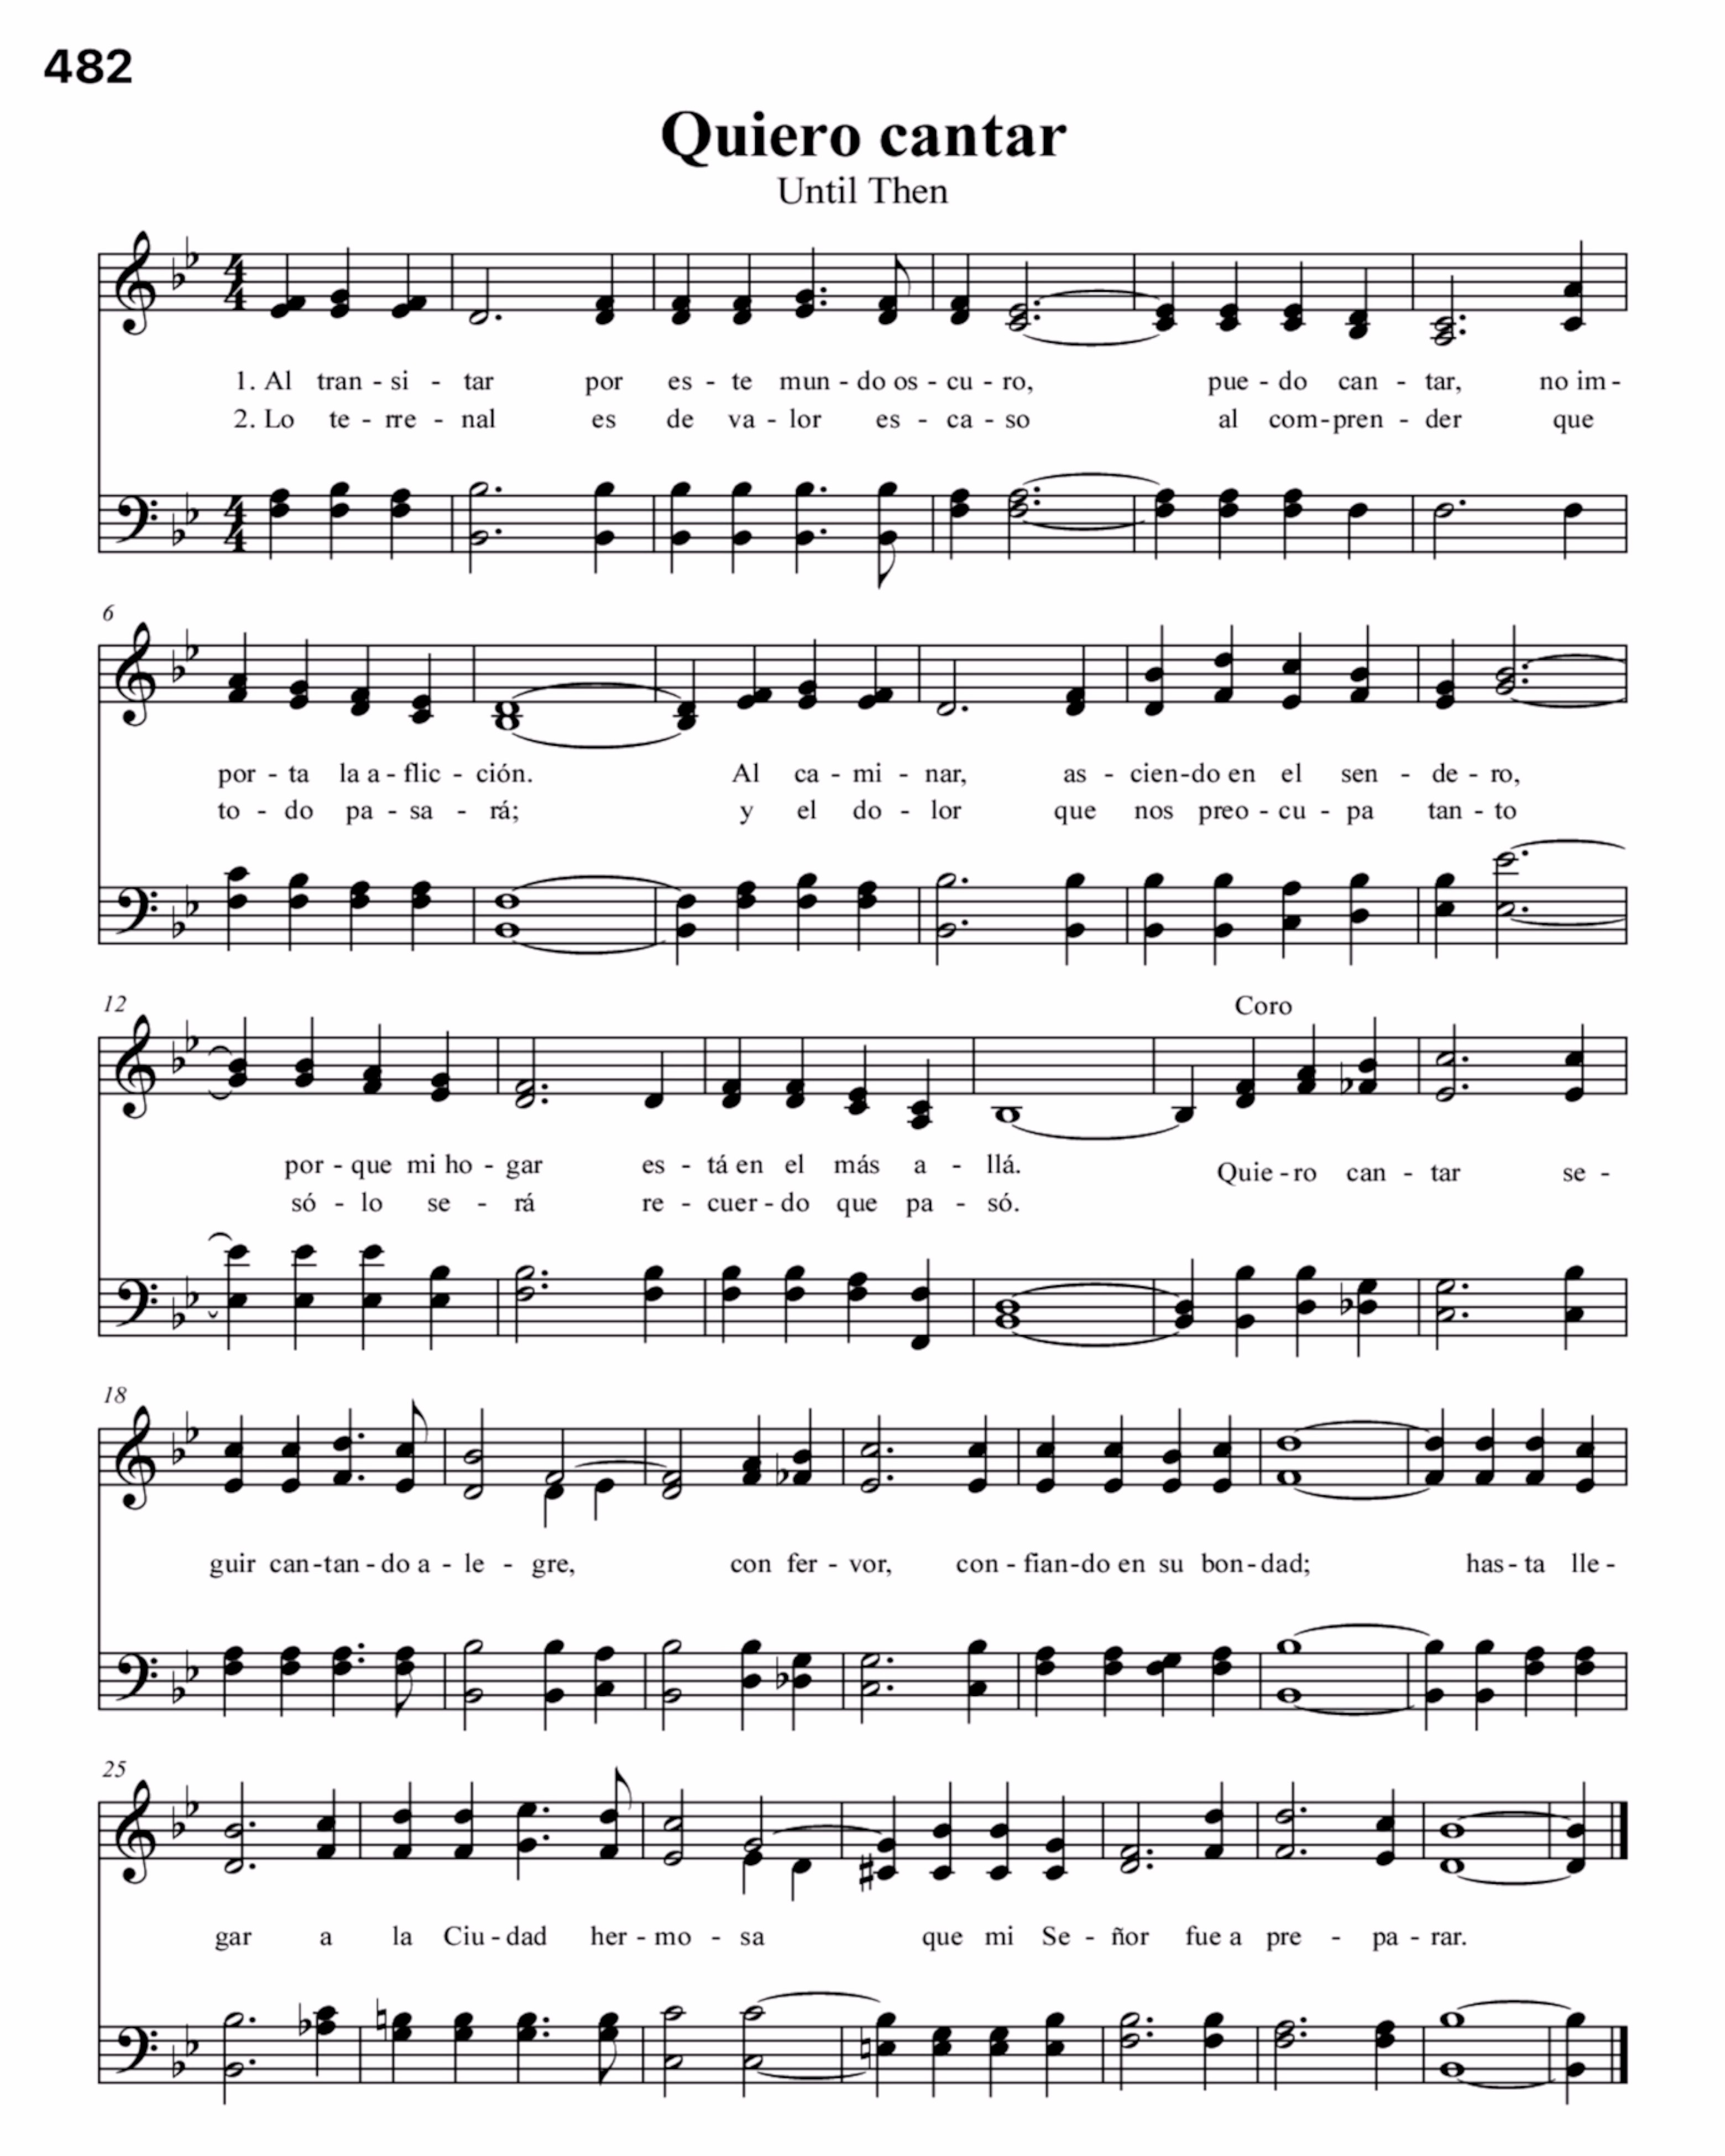 482
Quiero cantar
Until Then
4 4
1. Al tran - si - tar por es - te mun - do os - cu - ro, pue - do can - tar, no im -
2. Lo te - rre - nal es de va - lor es - ca - so al com - pren - der que
4 4
6
por - ta la a - flic - ción. Al ca - mi - nar, as - cien - do en el sen - de - ro,
to - do pa - sa - rá; y el do - lor que nos preo - cu - pa tan - to
12
Coro
por - que mi ho - gar es - tá en el más a - llá. Quie - ro can - tar se -
só - lo se - rá re - cuer - do que pa - só.
18
guir can - tan - do a - le - gre, con fer - vor, con - fian - do en su bon - dad; has - ta lle -
25
gar a la Ciu - dad her - mo - sa que mi Se - ñor fue a pre - pa - rar.